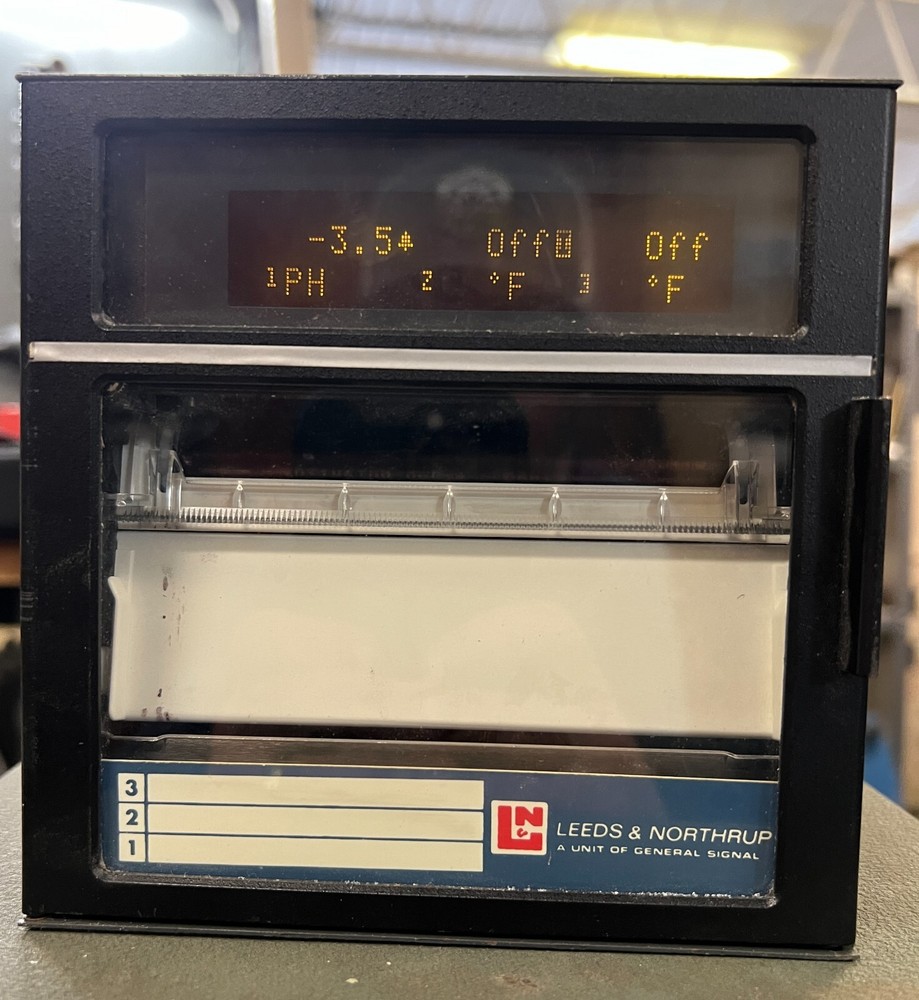 -3.5 Off Off
1PH 2 °F 3 °F
3
2
1
L&N
LEEDS & NORTHRUP
A UNIT OF GENERAL SIGNAL